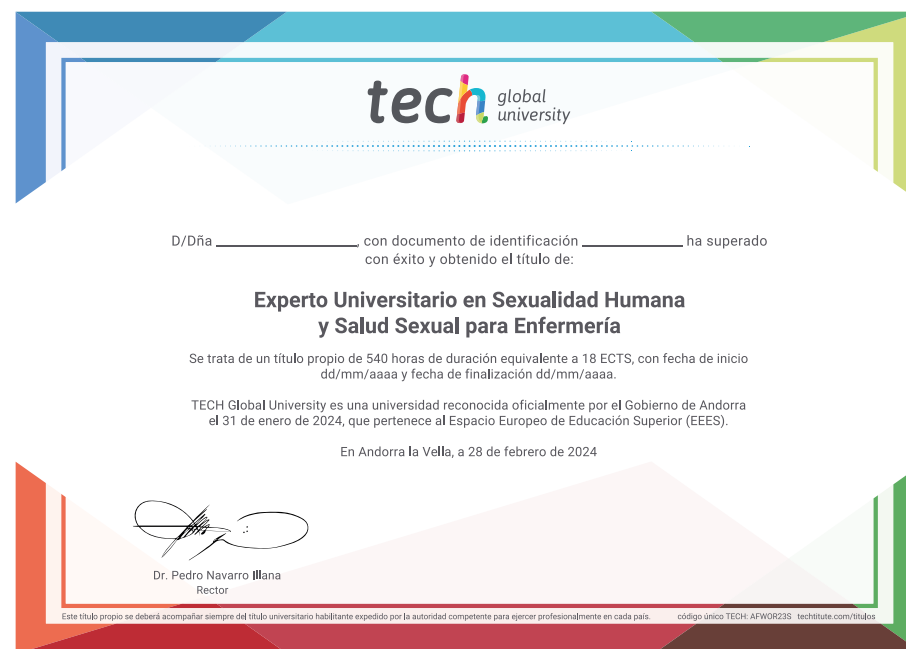 tech global
university
D/Dña ____________, con documento de identificación ____________ ha superado
con éxito y obtenido el título de:
Experto Universitario en Sexualidad Humana
y Salud Sexual para Enfermería
Se trata de un título propio de 540 horas de duración equivalente a 18 ECTS, con fecha de inicio
dd/mm/aaaa y fecha de finalización dd/mm/aaaa.
TECH Global University es una universidad reconocida oficialmente por el Gobierno de Andorra
el 31 de enero de 2024, que pertenece al Espacio Europeo de Educación Superior (EEES).
En Andorra la Vella, a 28 de febrero de 2024
Dr. Pedro Navarro Illana
Rector
Este título propio se deberá acompañar siempre del título universitario habilitante expedido por la autoridad competente para ejercer profesionalmente en cada país. código único TECH: AFWOR23S techtitute.com/titulos